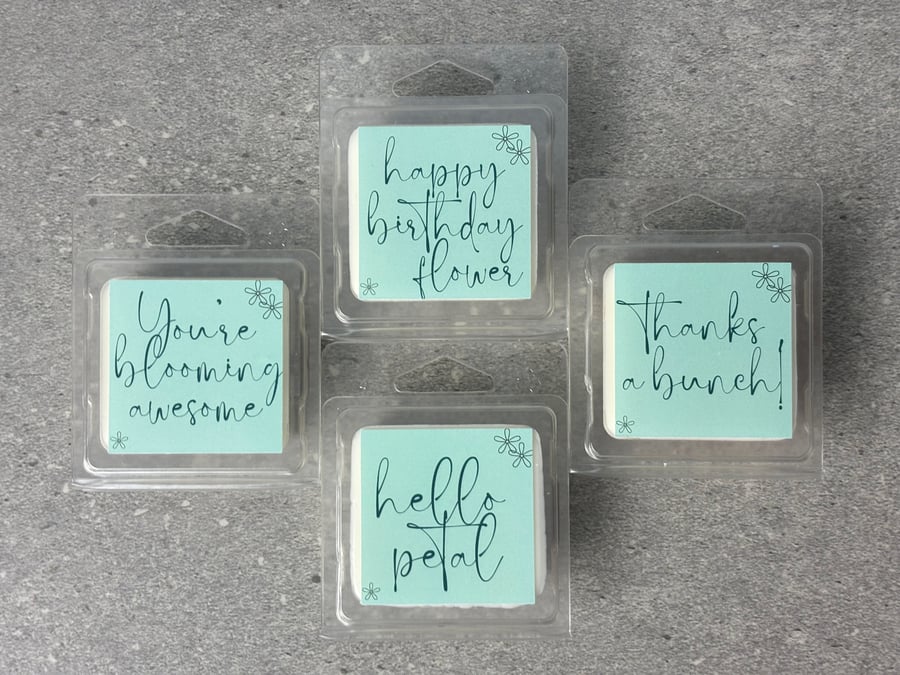 happy
birthday
flower
You're
blooming
awesome
Thanks
a bunch!
hello
petal